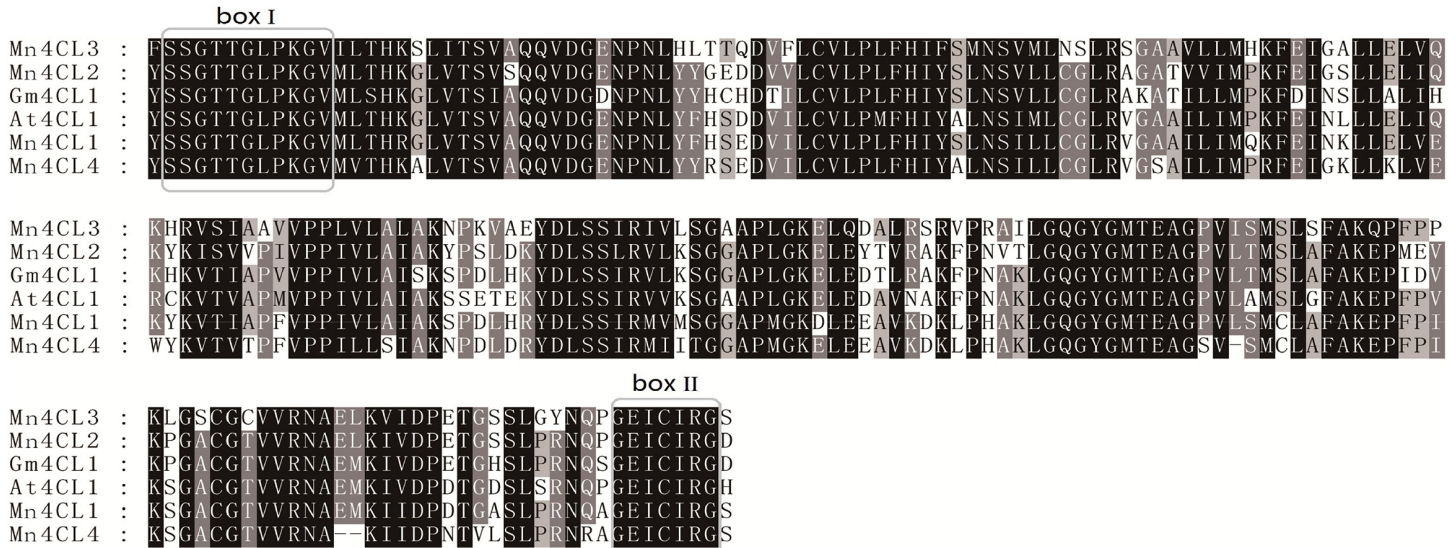 box I
Mn4CL3 : FSSGTTGLPKGVILTHKSLITSVAQQVDGENPNLHLTTQDVFLCVLPLFHIFSMNSVMLNSLRSGAAVLLMHKFEIGALLELVQ
Mn4CL2 : YSSGTTGLPKGVMLTHKGLVTSVSQQVDGENPNLYYGEDDVVLCVLPLFHIYSLNSVLLCGLRAGATVVIMPKFEIGSLLELIQ
Gm4CL1 : YSSGTTGLPKGVMLSHKGLVTSIAQQVDGDNPNLYYHCHDTILCVLPLFHIYSLNSVLLCGLRAKATILLMPKFDINSLLALIH
At4CL1 : YSSGTTGLPKGVMLTHKGLVTSVAQQVDGENPNLYFHSDDVILCVLPMFHIYALNSIMLCGLRVGAAILIMPKFEINLLLELIQ
Mn4CL1 : YSSGTTGLPKGVMLTHRGLVTSVAQQVDGENPNLYFHSEDVILCVLPLFHIYSLNSVLLCGLRVGAAILIMQKFEINKLLELVE
Mn4CL4 : YSSGTTGLPKGVMVTHKALVTSVAQQVDGENPNLYYRSEDVILCVLPLFHIYALNSILLCGLRVGSAILIMPRFEIGKLLKLVE
Mn4CL3 : KHRVSIAAVVPPLVLALAKNPKVAEYDLSSIRIVLSGAAPLGKELQDALRSRVPRAILGQGYGMTEAGPVISMSLSFAKQPFPP
Mn4CL2 : KYKISVVPIVPPIVLAIAKYPSLDKYDLSSLRVLKSGGAPLGKELEYTVRAKFPNVTLGQGYGMTEAGPVLTMSLAFAKEPMEV
Gm4CL1 : KHKVTIAPVVPPIVLAISKSPDLHKYDLSSIRVLKSGGAPLGKELEDTLRAKFPNAKLGQGYGMTEAGPVLTMSLAFAKEPIDV
At4CL1 : RCKVTVAPMVPPIVLAIAKSSETEKYDLSSIRVVKSGAAPLGKELEDAVNAKFPNAKLGQGYGMTEAGPVLAMSLGFAKEPFPV
Mn4CL1 : KYKVTIAPFVPPIVLAIAKSPDLHRYDLSSIRMVMSGGAPMGKDLEEAVKDKLPHAKLGQGYGMTEAGPVLSMCLAFAKEPFPI
Mn4CL4 : WYKVTVTPFVPPILLSIAKNPDLDRYDLSSIRMIITGGAPMGKELEEAVKDKLPHAKLGQGYGMTEAGSV-SMCLAFAKEPFPI
box II
Mn4CL3 : KLGSCGCVVRNAELKVIDPETGSSLGYNQPGEICIRGS
Mn4CL2 : KPGACGTVVRNAELKIVDPETGSSLPRNQPGEICIRGD
Gm4CL1 : KPGACGTVVRNAEMKIVDPETGHSLPRNQSGEICIRGD
At4CL1 : KSGACGTVVRNAEMKIVDPDTGDSLSRNQPGEICIRGH
Mn4CL1 : KSGACGTVVRNAEMKIIDPDTGASLPRNQAGEICIRGS
Mn4CL4 : KSGACGTVVRNA--KIIDPNTVLSLPRNRAGEICIRGS